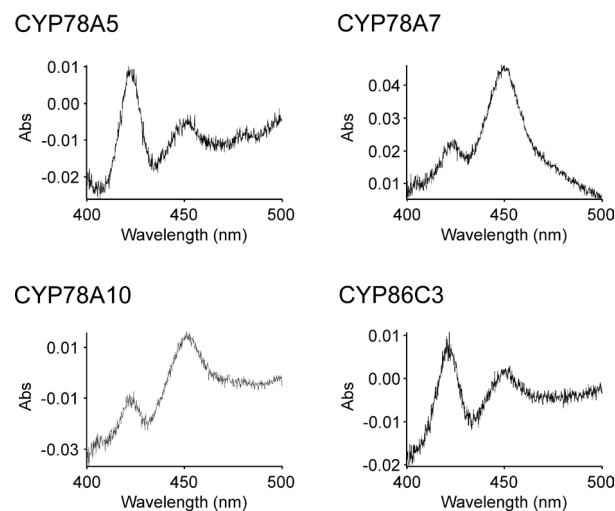 CYP78A5 CYP78A7
0.01
0.00
-0.01
-0.02
Abs
400 450 500
Wavelength (nm)
0.04
0.03
0.02
0.01
Abs
400 450 500
Wavelength (nm)
CYP78A10 CYP86C3
0.01
-0.01
-0.03
Abs
400 450 500
Wavelength (nm)
0.01
0.00
-0.01
-0.02
Abs
400 450 500
Wavelength (nm)